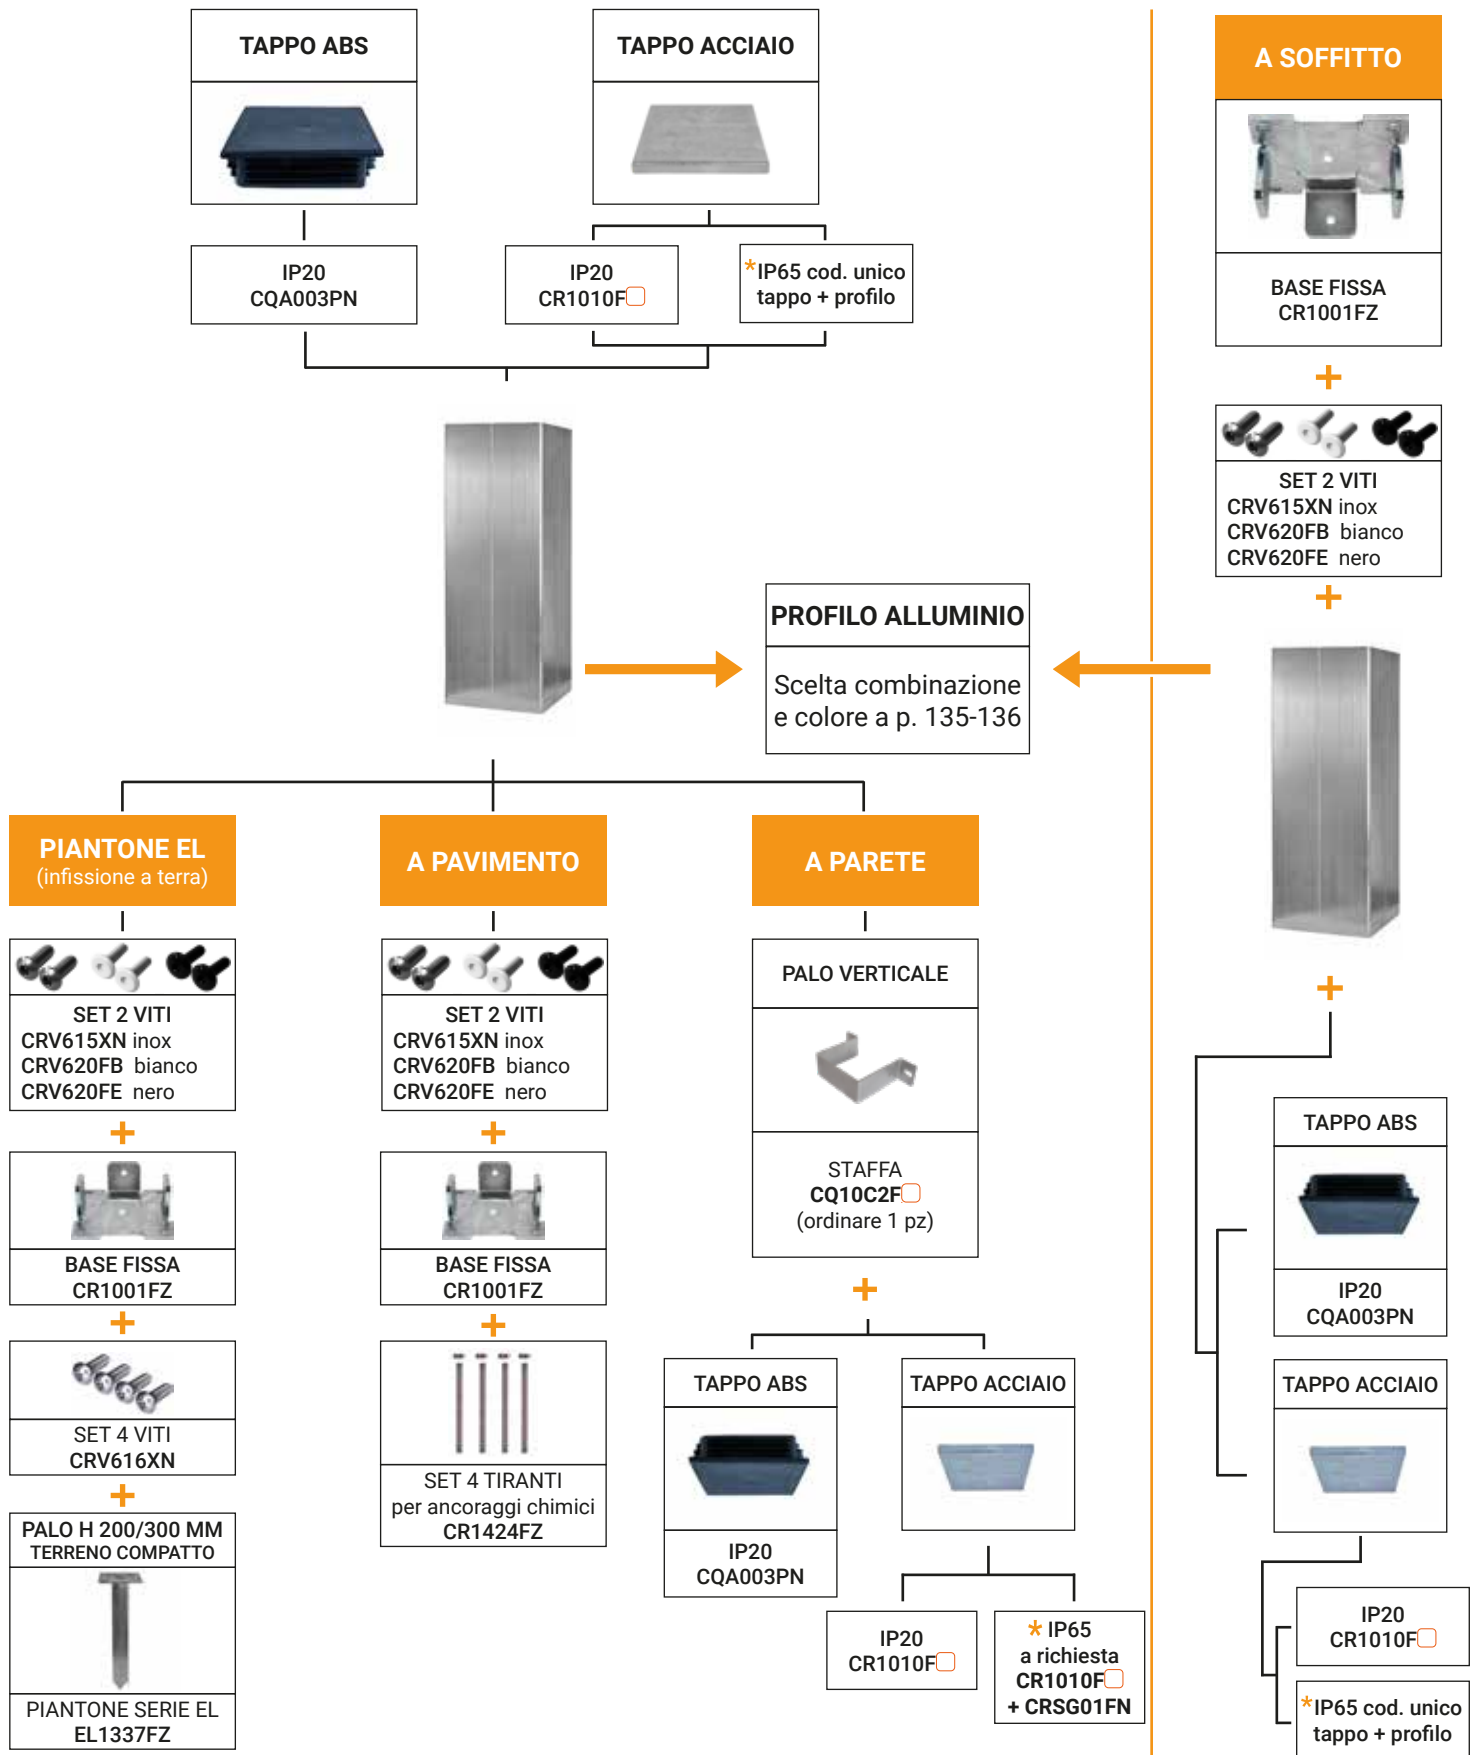 TAPPO ABS
IP20
CQA003PN
TAPPO ACCIAIO
IP20
CR1010F
*IP65 cod. unico
tappo + profilo
PROFILO ALLUMINIO
Scelta combinazione
e colore a p. 135-136
PIANTONE EL
(infissione a terra)
SET 2 VITI
CRV615XN inox
CRV620FB bianco
CRV620FE nero
+
BASE FISSA
CR1001FZ
+
SET 4 VITI
CRV616XN
+
PALO H 200/300 MM
TERRENO COMPATTO
PIANTONE SERIE EL
EL1337FZ
A PAVIMENTO
SET 2 VITI
CRV615XN inox
CRV620FB bianco
CRV620FE nero
+
BASE FISSA
CR1001FZ
+
SET 4 TIRANTI
per ancoraggi chimici
CR1424FZ
A PARETE
PALO VERTICALE
STAFFA
CQ10C2F
(ordinare 1 pz)
+
TAPPO ABS
IP20
CQA003PN
TAPPO ACCIAIO
IP20
CR1010F
* IP65
a richiesta
CR1010F
+ CRSG01FN
A SOFFITTO
BASE FISSA
CR1001FZ
+
SET 2 VITI
CRV615XN inox
CRV620FB bianco
CRV620FE nero
+
+
TAPPO ABS
IP20
CQA003PN
TAPPO ACCIAIO
IP20
CR1010F
*IP65 cod. unico
tappo + profilo